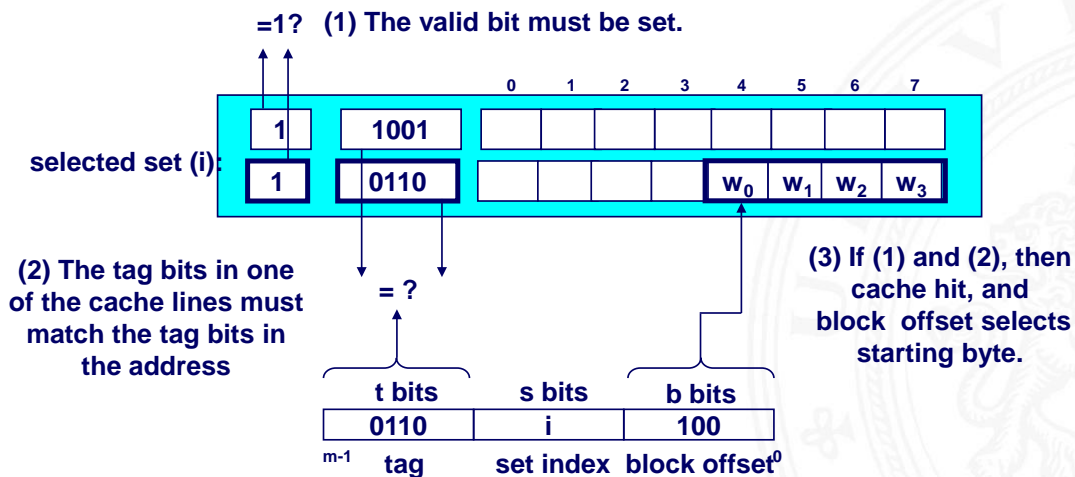 =1? (1) The valid bit must be set.
0 1 2 3 4 5 6 7
1 1001
selected set (i):
1 0110 w0 w1 w2 w3
(2) The tag bits in one
of the cache lines must
match the tag bits in
the address
= ?
(3) If (1) and (2), then
cache hit, and
block offset selects
starting byte.
t bits s bits b bits
0110 i 100
m-1 tag set index block offset 0